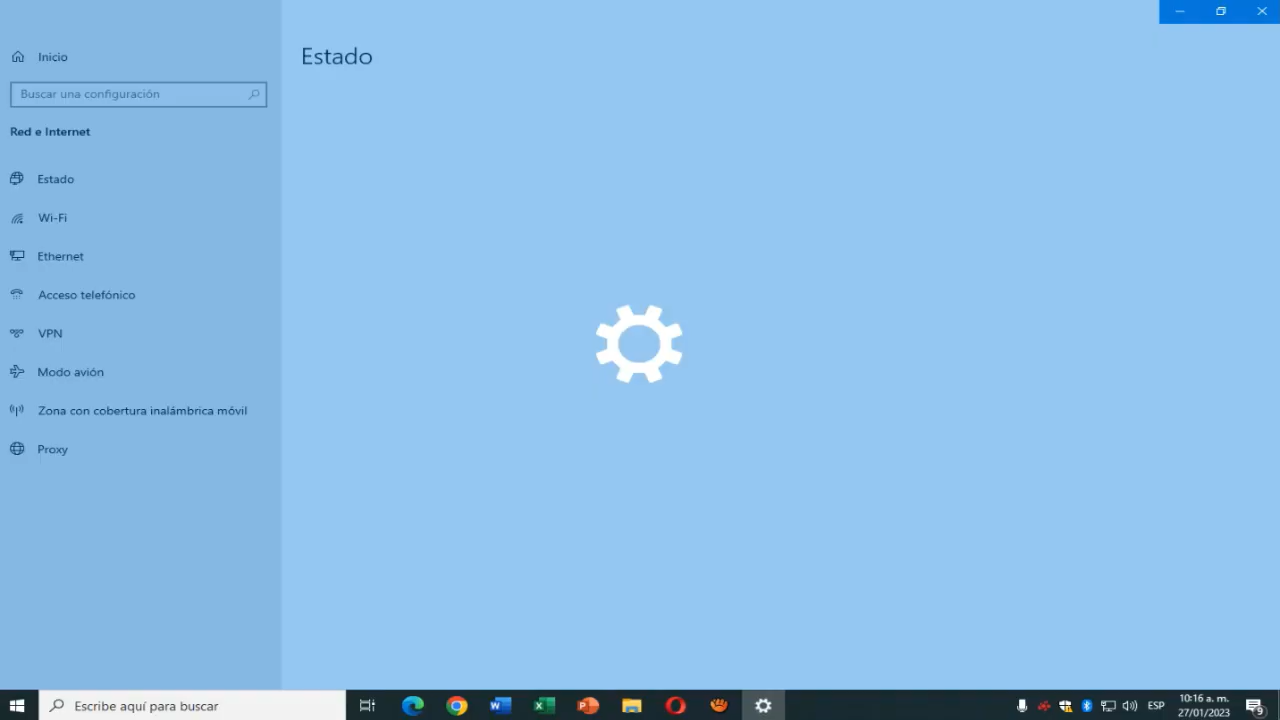 Inicio
Estado
Buscar una configuración
Red e Internet
Estado
Wi-Fi
Ethernet
Acceso telefónico
VPN
Modo avión
Zona con cobertura inalámbrica móvil
Proxy
Escribe aquí para buscar
ESP
10:16 a. m.
27/01/2023
9